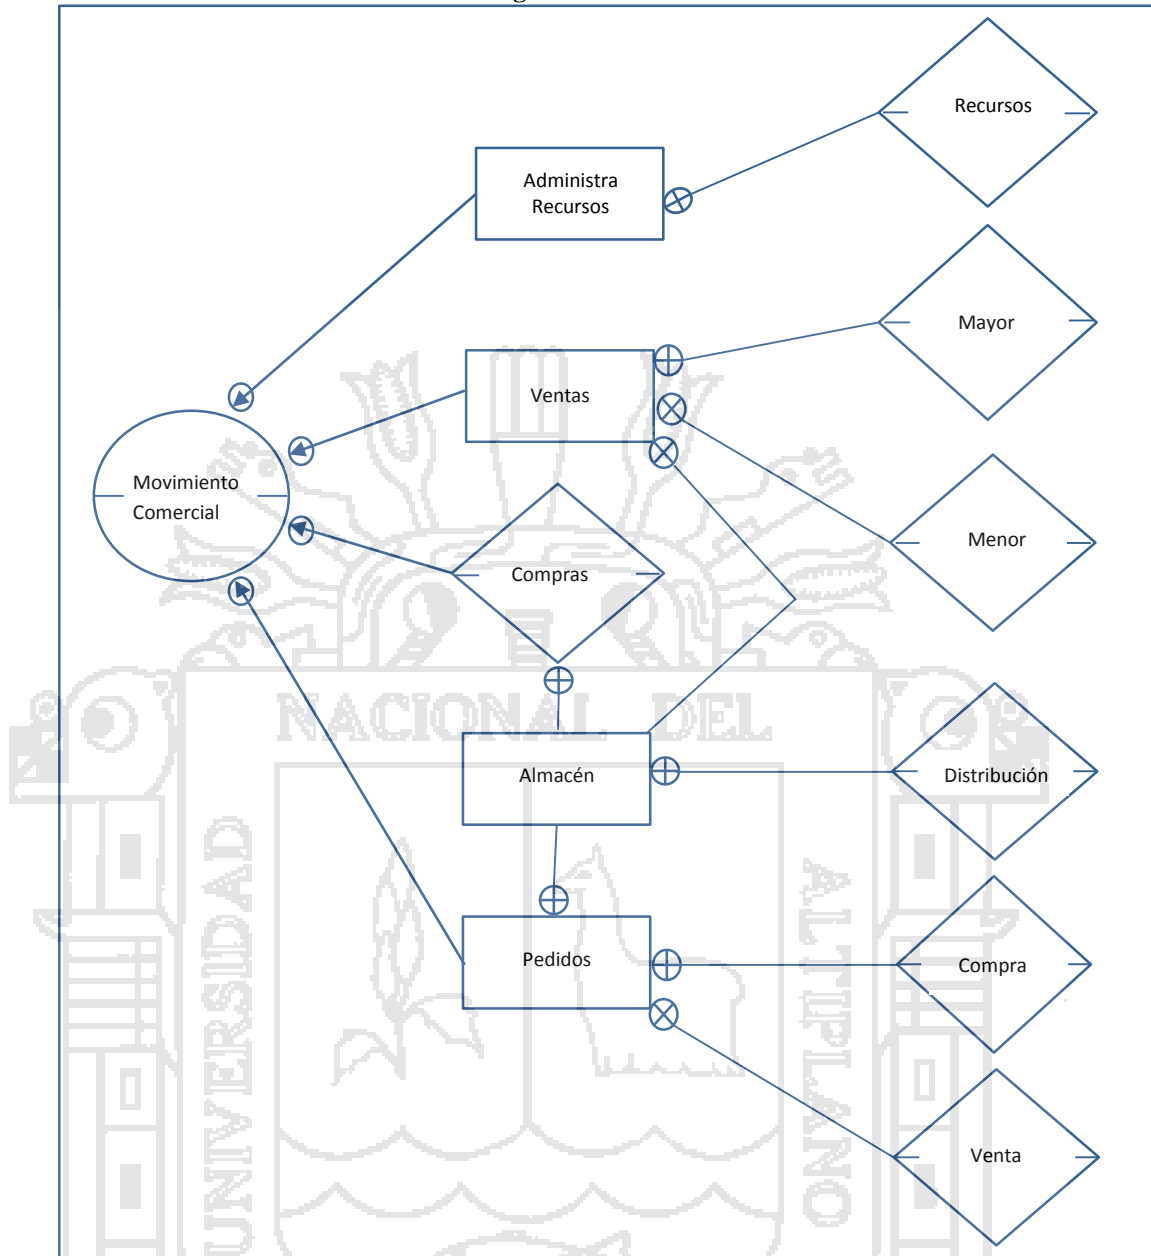 Recursos
Administra
Recursos
Mayor
Ventas
Movimiento
Comercial
Menor
Compras
NACIONAL DEL
Almacén
Distribución
UNIVERSIDAD
ALTIPLANO
Pedidos
Compra
Venta